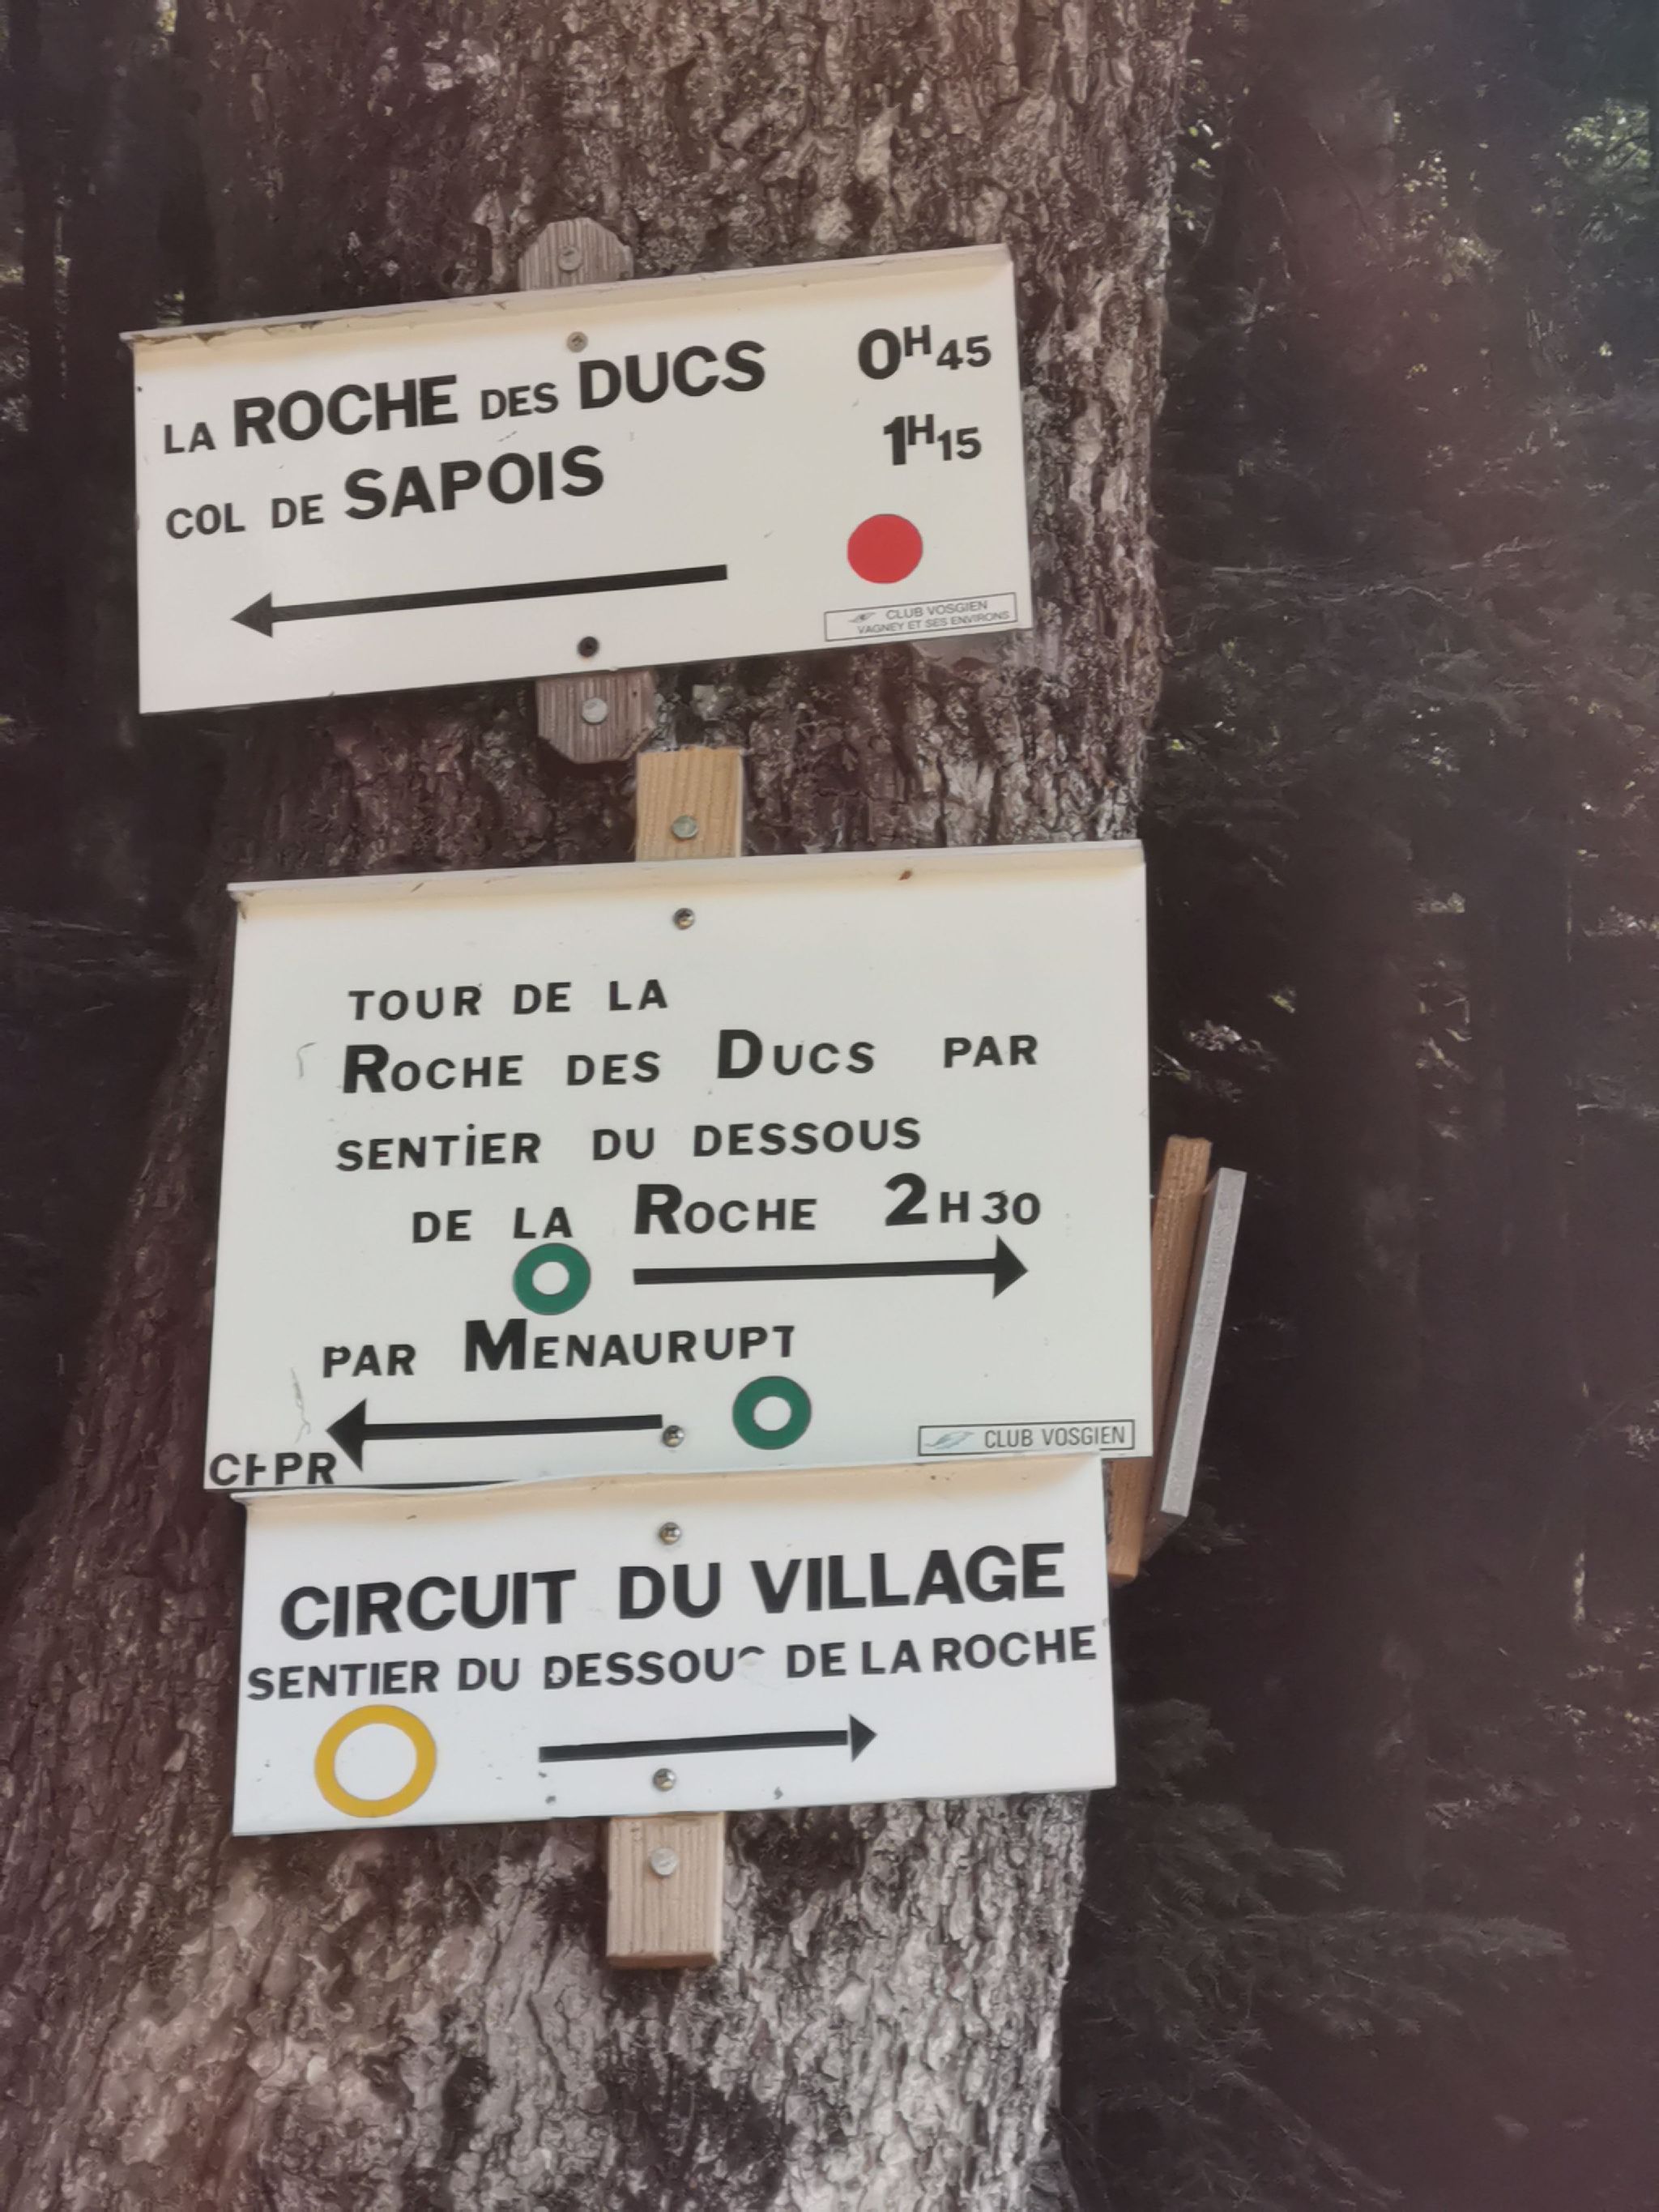 LA ROCHE DES DUCS 0H45
COL DE SAPOIS 1H15
CLUB VOSGIEN
VAGNEY ET SES ENVIRONS
TOUR DE LA
ROCHE DES DUCS PAR
SENTiER DU DESSOUS
DE LA ROCHE 2H30
PAR MENAURUPT
CLUB VOSGIEN
CIRCUIT DU VILLAGE
SENTIER DU DESSOUS DE LA ROCHE